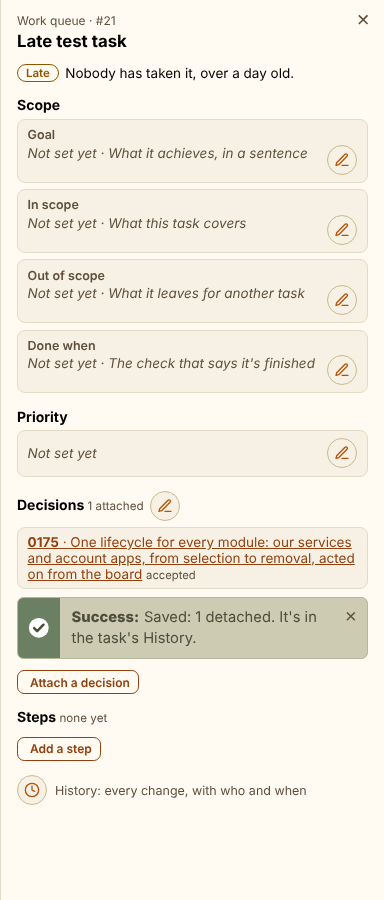 Work queue · #21
Late test task
Late Nobody has taken it, over a day old.
Scope
Goal
Not set yet · What it achieves, in a sentence
In scope
Not set yet · What this task covers
Out of scope
Not set yet · What it leaves for another task
Done when
Not set yet · The check that says it's finished
Priority
Not set yet
Decisions 1 attached
0175 · One lifecycle for every module: our services
and account apps, from selection to removal, acted
on from the board accepted
Success: Saved: 1 detached. It's in
the task's History.
Attach a decision
Steps none yet
Add a step
History: every change, with who and when